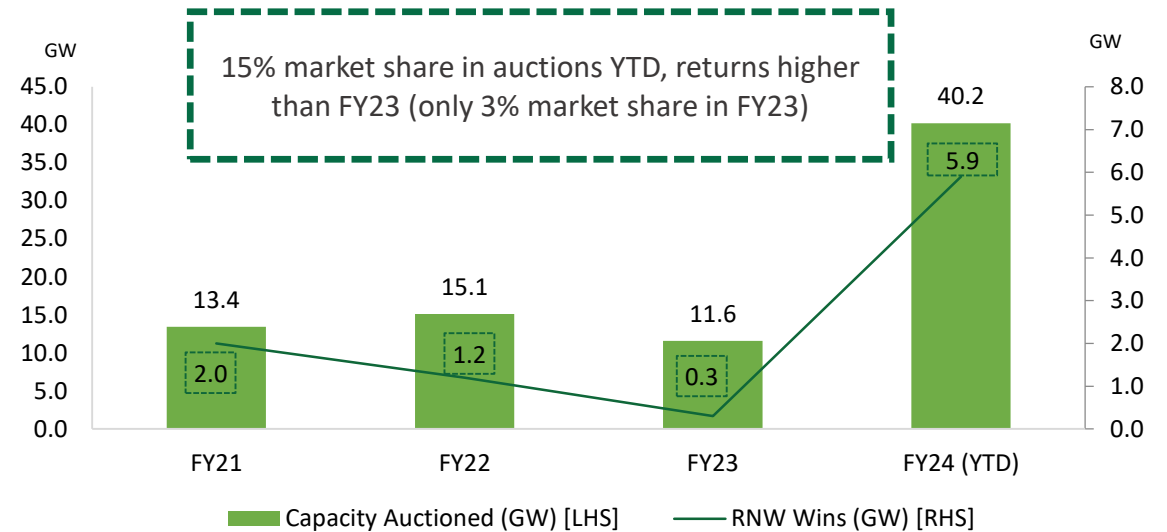 GW
GW
15% market share in auctions YTD, returns higher
than FY23 (only 3% market share in FY23)
45.0
40.0
35.0
30.0
25.0
20.0
15.0
10.0
5.0
0.0
8.0
7.0
6.0
5.0
4.0
3.0
2.0
1.0
0.0
13.4
15.1
11.6
40.2
2.0
1.2
0.3
5.9
FY21
FY22
FY23
FY24 (YTD)
Capacity Auctioned (GW) [LHS]
RNW Wins (GW) [RHS]